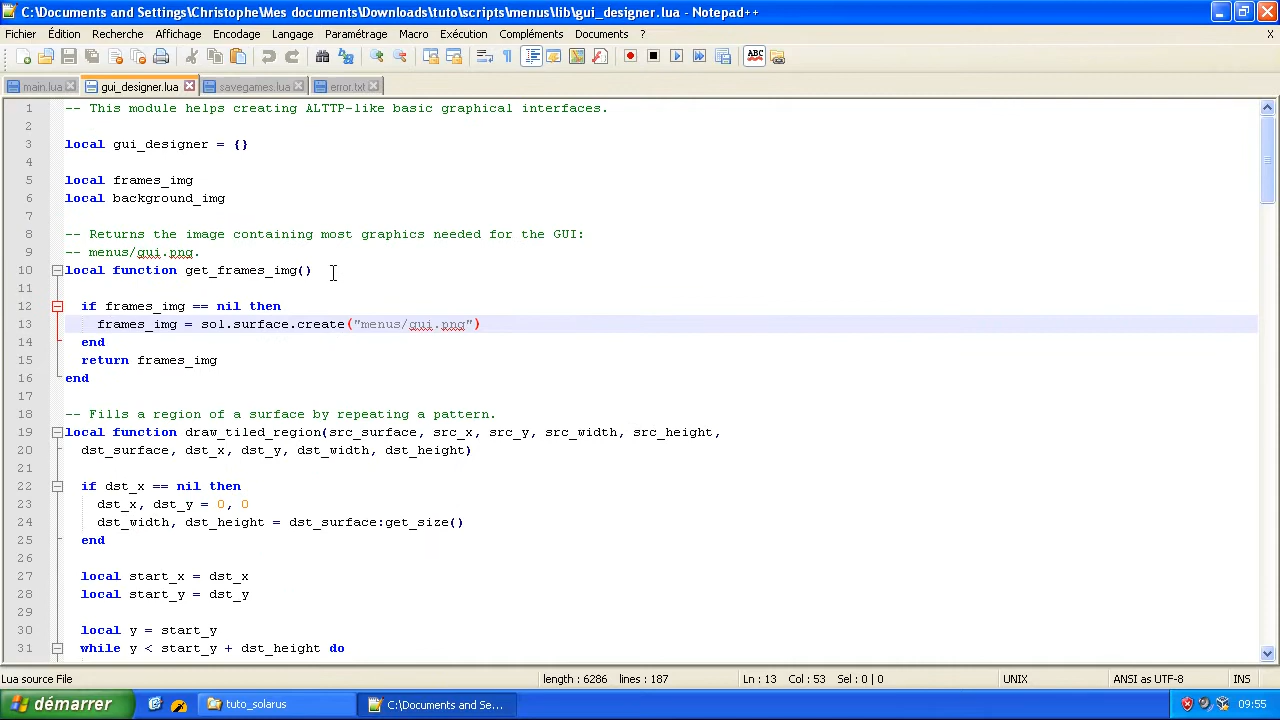 C:\Documents and Settings\Christophe\Mes documents\Downloads\tuto\scripts\menus\lib\gui_designer.lua - Notepad++
Fichier Édition Recherche Affichage Encodage Langage Paramétrage Macro Exécution Compléments Documents ? X
ABC
main.lua gui_designer.lua savegames.lua error.txt
1 -- This module helps creating ALTTP-like basic graphical interfaces.
2
3 local gui_designer = {}
4
5 local frames_img
6 local background_img
7
8 -- Returns the image containing most graphics needed for the GUI:
9 -- menus/gui.png.
10 local function get_frames_img()
11
12 if frames_img == nil then
13 frames_img = sol.surface.create("menus/gui.png")
14 end
15 return frames_img
16 end
17
18 -- Fills a region of a surface by repeating a pattern.
19 local function draw_tiled_region(src_surface, src_x, src_y, src_width, src_height,
20 dst_surface, dst_x, dst_y, dst_width, dst_height)
21
22 if dst_x == nil then
23 dst_x, dst_y = 0, 0
24 dst_width, dst_height = dst_surface:get_size()
25 end
26
27 local start_x = dst_x
28 local start_y = dst_y
29
30 local y = start_y
31 while y < start_y + dst_height do
Lua source File length : 6286 lines : 187 Ln : 13 Col : 53 Sel : 0 | 0 UNIX ANSI as UTF-8 INS
démarrer tuto_solarus C:\Documents and Se... 09:55